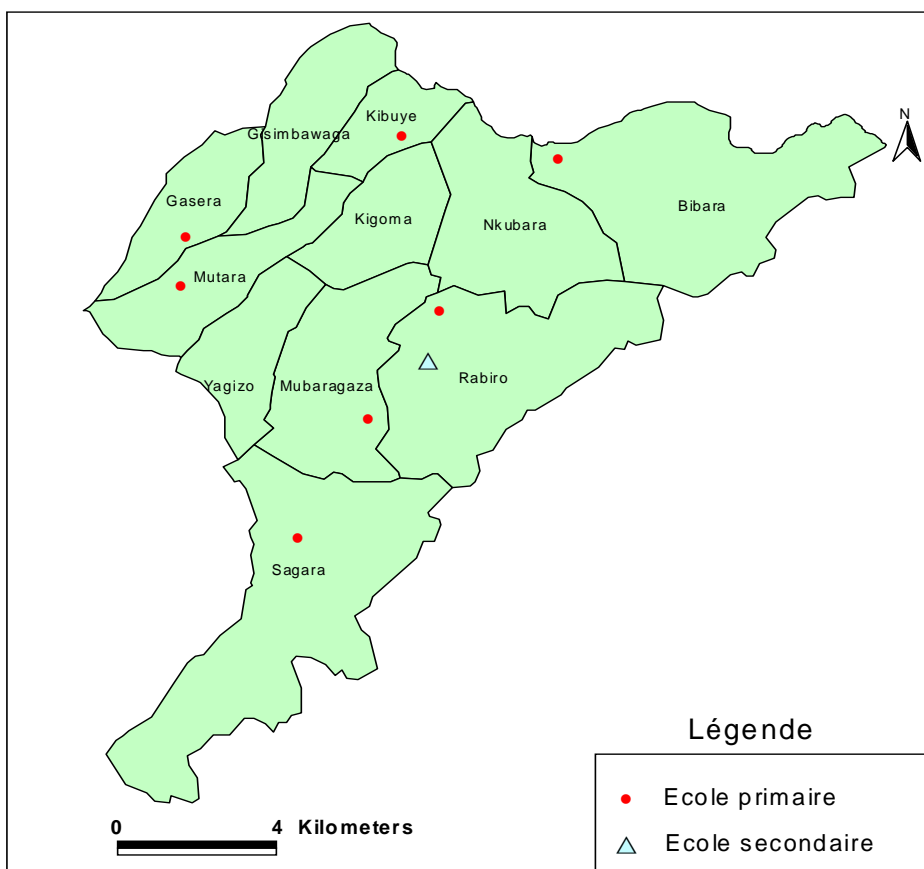 N
Kibuye
Gisimbawaga
Gasera
Bibara
Kigoma
Nkubara
Mutara
Rabiro
Yagizo
Mubaragaza
Sagara
Légende
Ecole primaire
0 4 Kilometers
Ecole secondaire